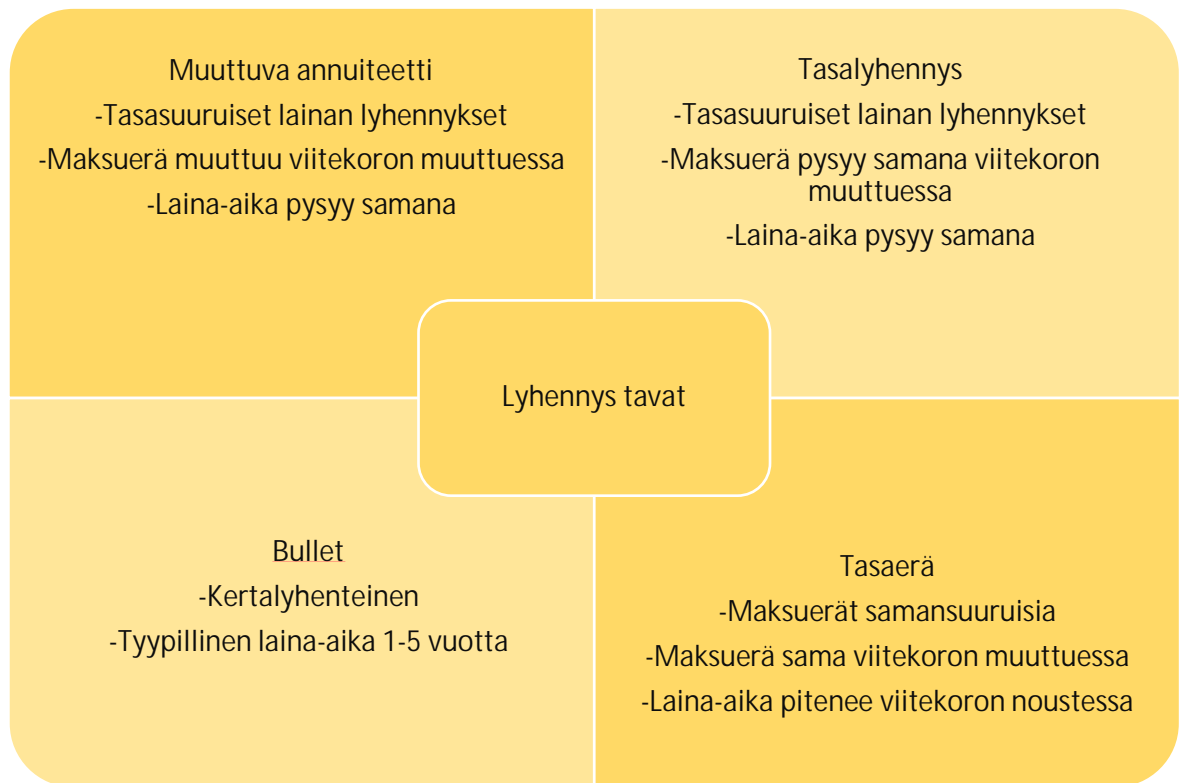 Muuttuva annuiteetti
-Tasasuuruiset lainan lyhennykset
-Maksuerä muuttuu viitekoron muuttuessa
-Laina-aika pysyy samana
Tasalyhennys
-Tasasuuruiset lainan lyhennykset
-Maksuerä pysyy samana viitekoron
muuttuessa
-Laina-aika pysyy samana
Lyhennys tavat
Bullet
-Kertalyhenteinen
-Tyypillinen laina-aika 1-5 vuotta
Tasaerä
-Maksuerät samansuuruisia
-Maksuerä sama viitekoron muuttuessa
-Laina-aika pitenee viitekoron noustessa